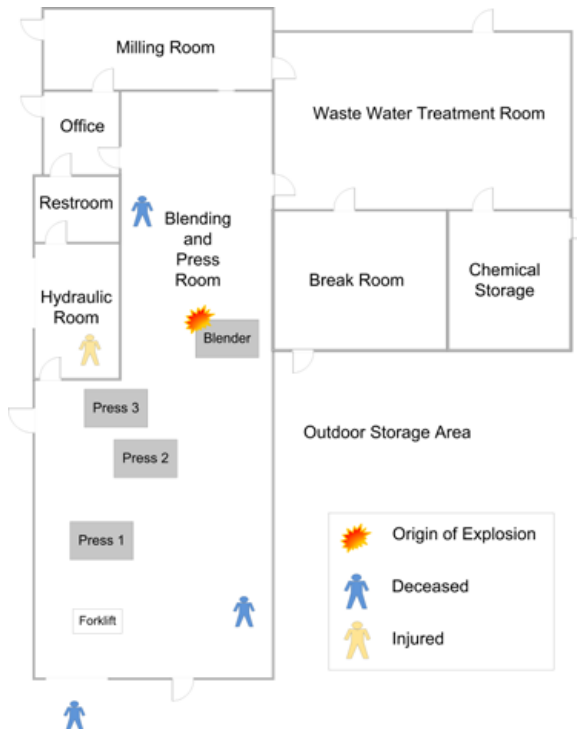 Milling Room
Waste Water Treatment Room
Office
Restroom
Blending
and
Press
Room
Hydraulic
Room
Break Room
Chemical
Storage
Blender
Press 3
Press 2
Outdoor Storage Area
Press 1
Forklift
Origin of Explosion
Deceased
Injured